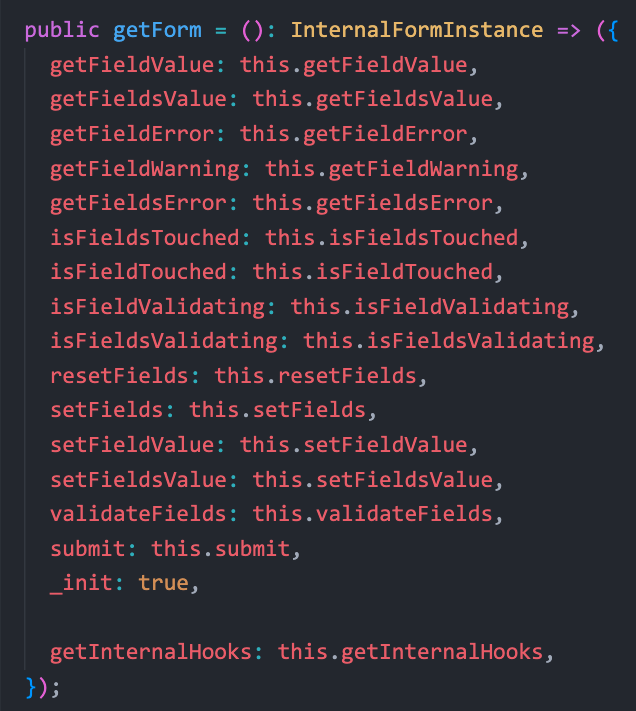 public getForm = (): InternalFormInstance => ({
  getFieldValue: this.getFieldValue,
  getFieldsValue: this.getFieldsValue,
  getFieldError: this.getFieldError,
  getFieldWarning: this.getFieldWarning,
  getFieldsError: this.getFieldsError,
  isFieldsTouched: this.isFieldsTouched,
  isFieldTouched: this.isFieldTouched,
  isFieldValidating: this.isFieldValidating,
  isFieldsValidating: this.isFieldsValidating,
  resetFields: this.resetFields,
  setFields: this.setFields,
  setFieldValue: this.setFieldValue,
  setFieldsValue: this.setFieldsValue,
  validateFields: this.validateFields,
  submit: this.submit,
  _init: true,

  getInternalHooks: this.getInternalHooks,
});